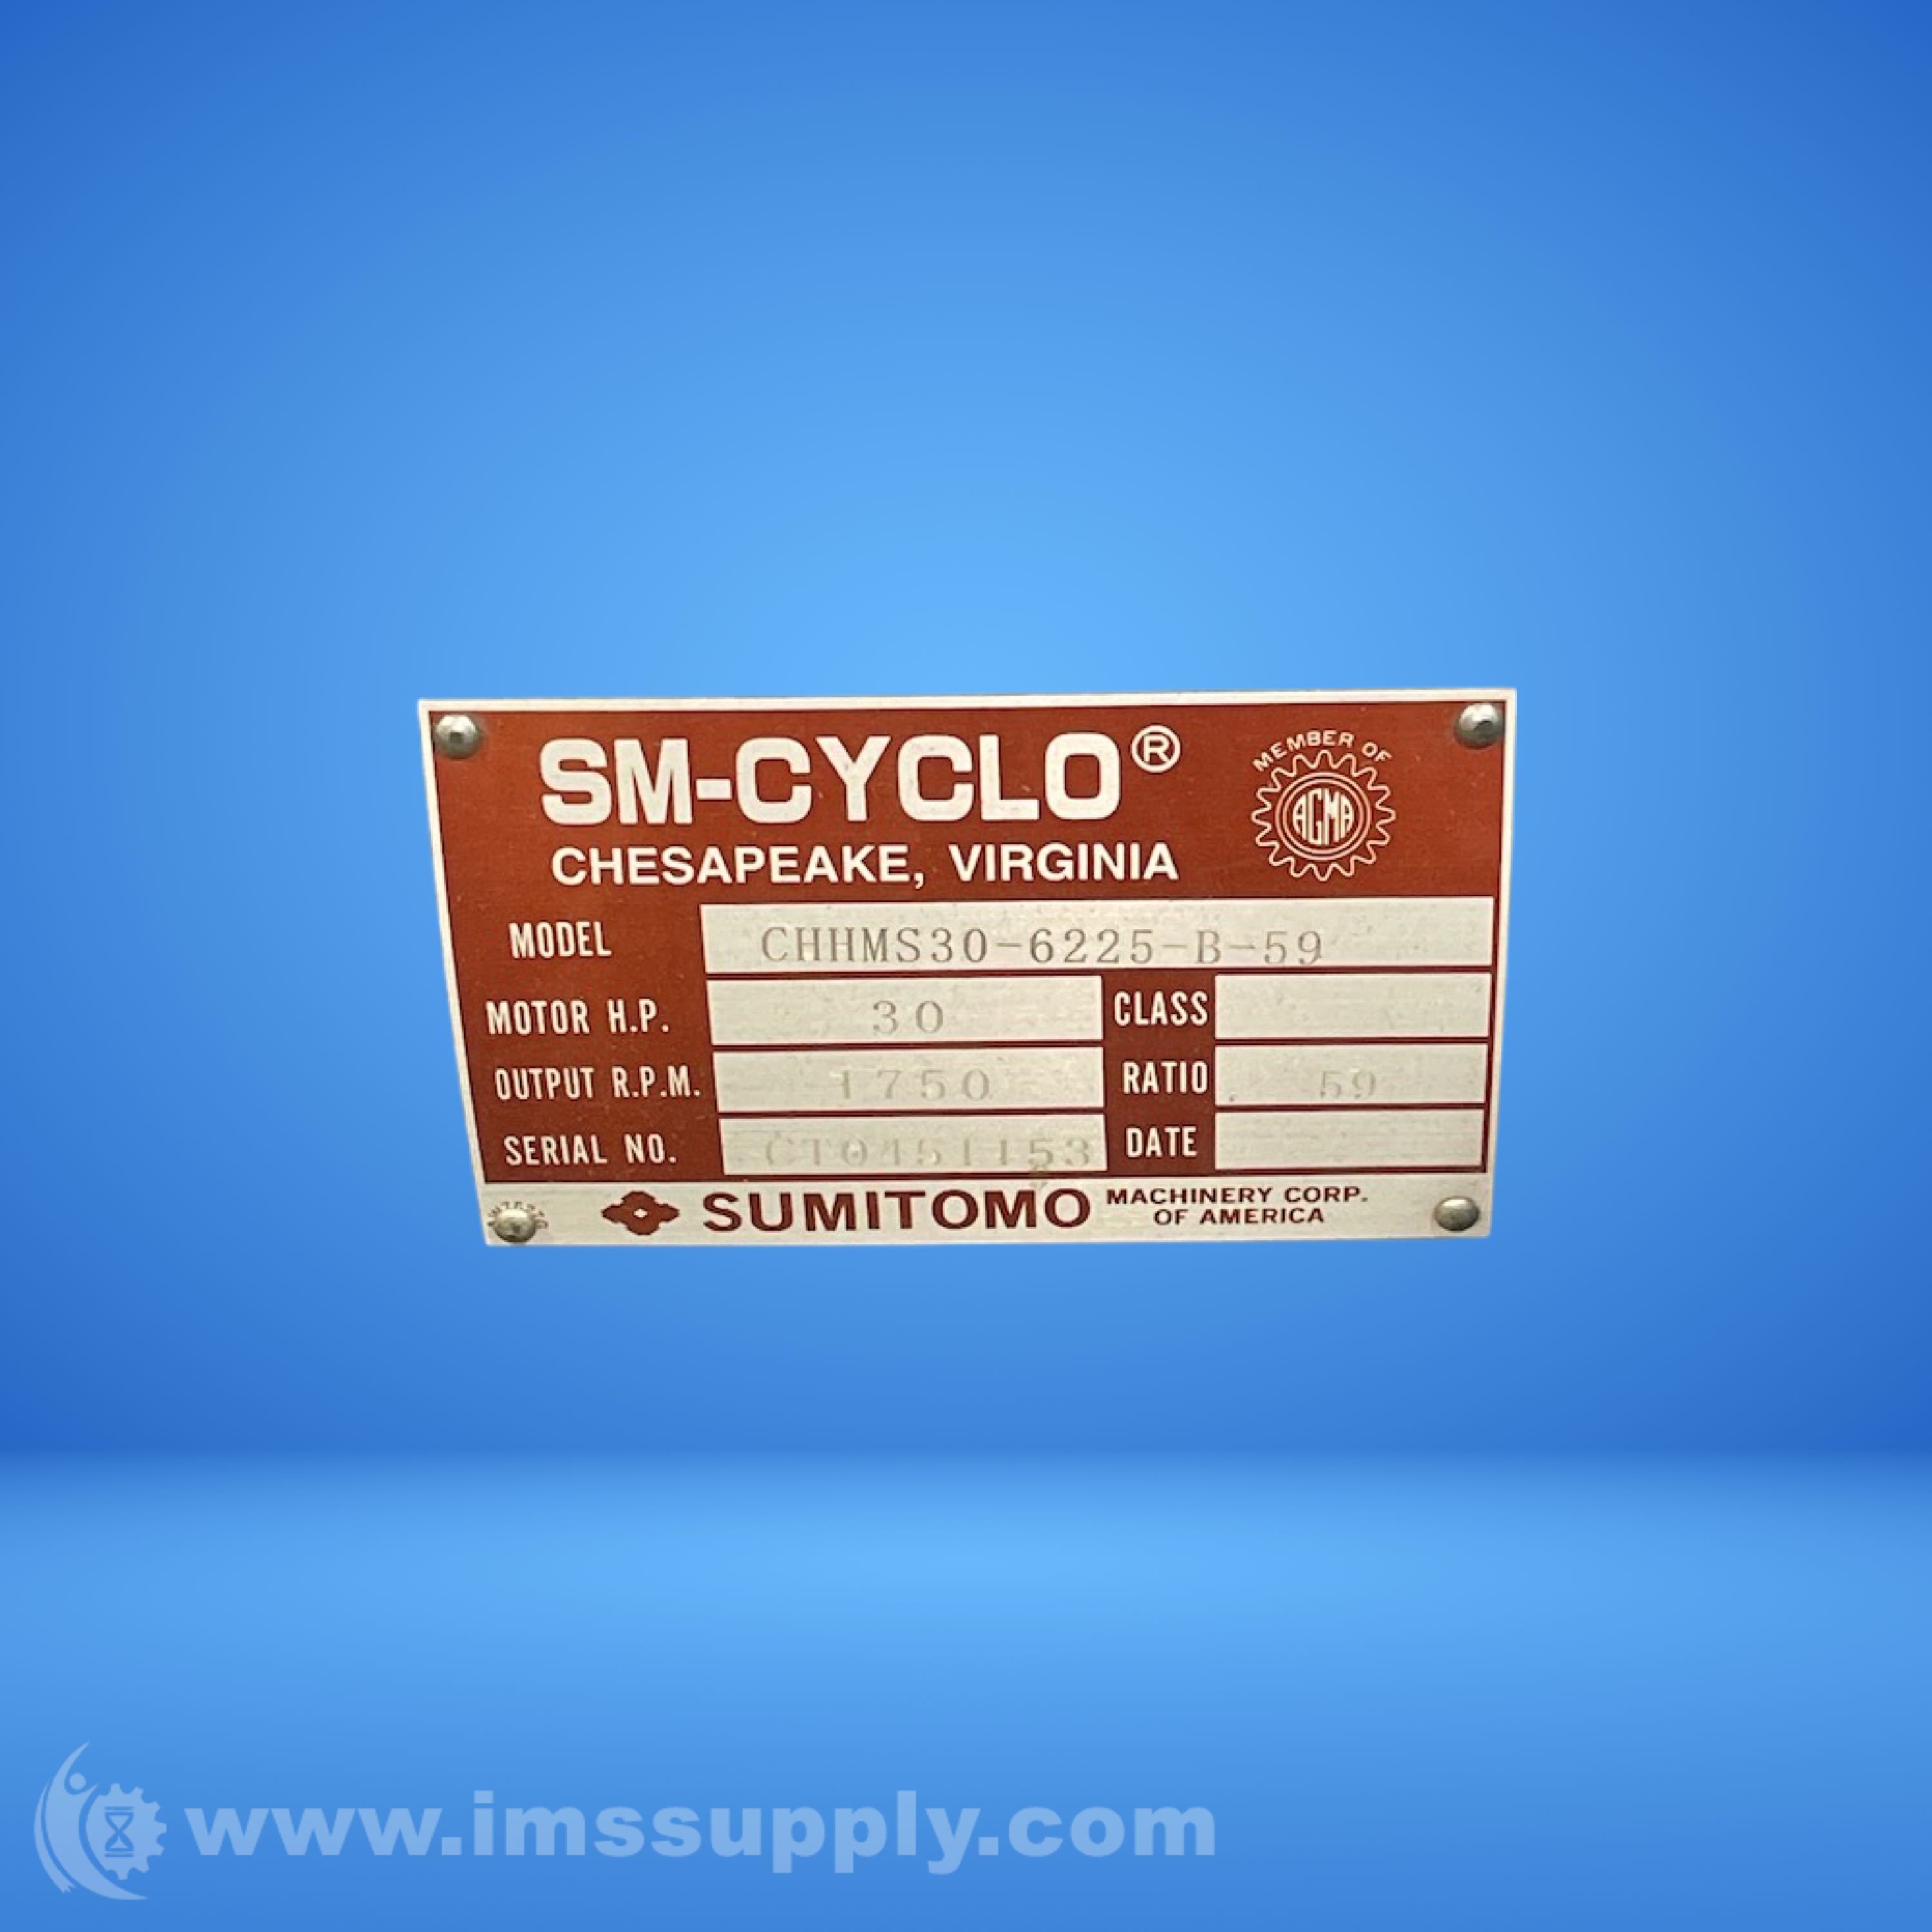 SM-CYCLO®
CHESAPEAKE, VIRGINIA
MEMBER OF
AGMA
MODEL CHHMS30-6225-B-59
MOTOR H.P. 30 CLASS
OUTPUT R.P.M. 1750 RATIO 59
SERIAL NO. CT0451153 DATE
SUMITOMO MACHINERY CORP.
OF AMERICA
www.imssupply.com